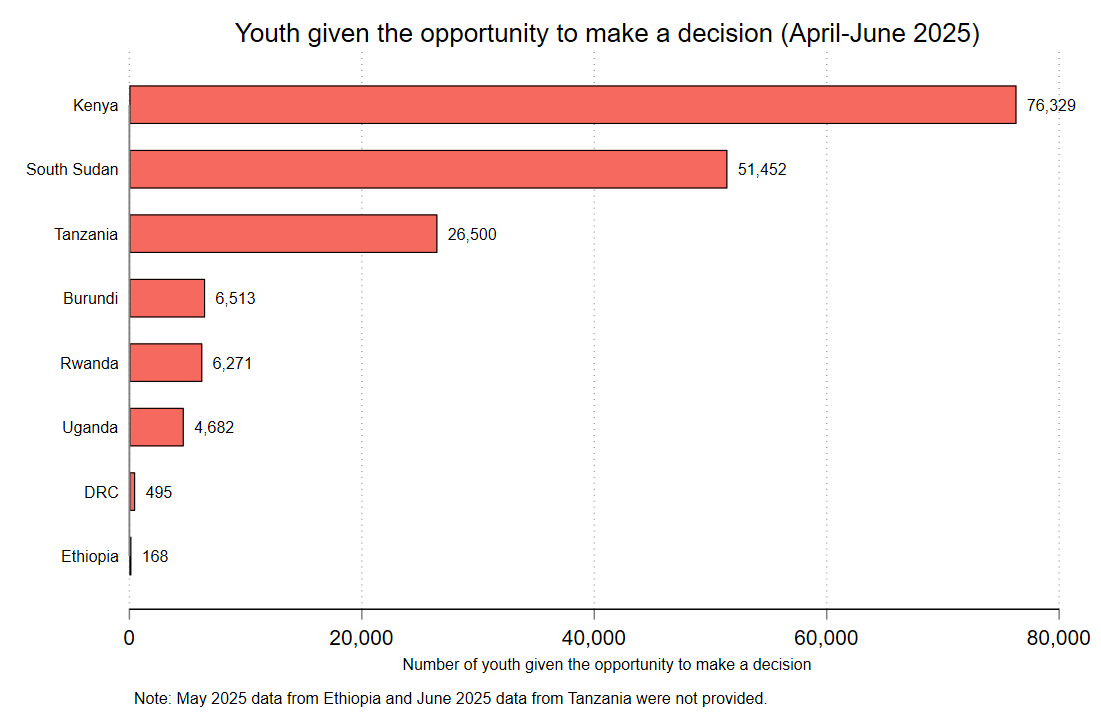 Youth given the opportunity to make a decision (April-June 2025)
Kenya 76,329
South Sudan 51,452
Tanzania 26,500
Burundi 6,513
Rwanda 6,271
Uganda 4,682
DRC 495
Ethiopia 168
0 20,000 40,000 60,000 80,000
Number of youth given the opportunity to make a decision
Note: May 2025 data from Ethiopia and June 2025 data from Tanzania were not provided.